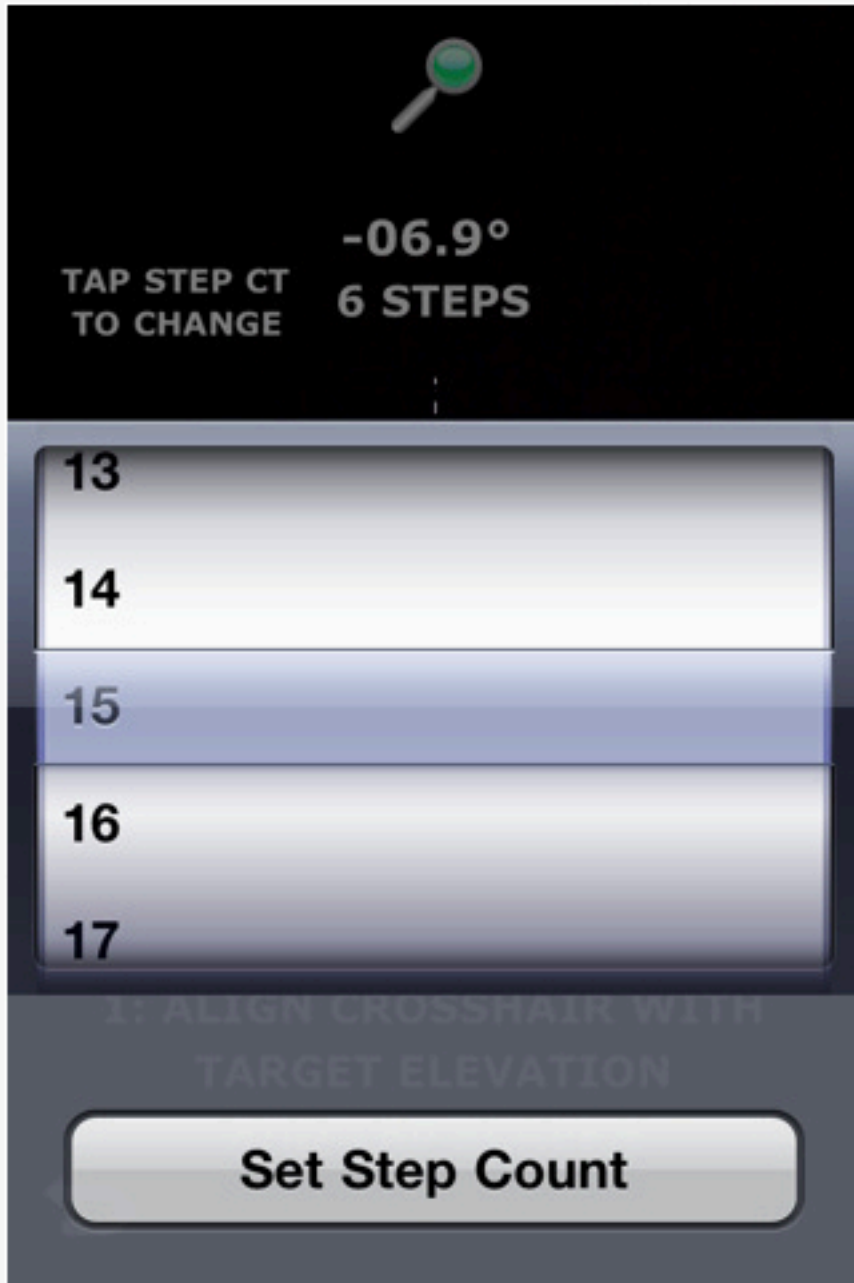 -06.9°
TAP STEP CT
TO CHANGE
6 STEPS
13
14
15
16
17
1: ALIGN CROSSHAIR WITH
TARGET ELEVATION
Set Step Count